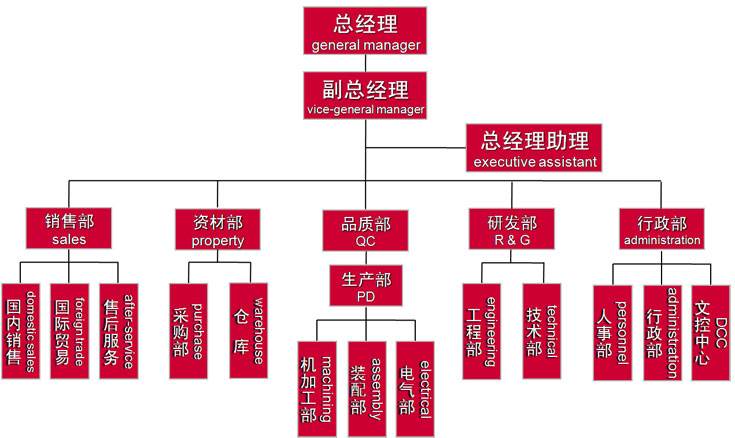 总经理
general manager
副总经理
vice-general manager
总经理助理
executive assistant
销售部
sales
资材部
property
品质部
QC
研发部
R & G
行政部
administration
生产部
PD
国内销售
domestic sales
国际贸易
foreign trade
售后服务
after-service
采购部
purchase
仓 库
warehouse
机加工部
machining
装配部
assembly
电气部
electrical
工程部
engineering
技术部
technical
人事部
personnel
行政部
administration
文控中心
DCC